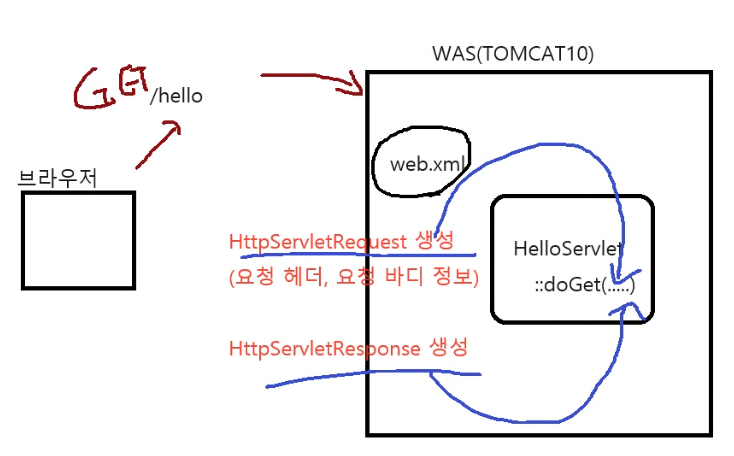 WAS(TOMCAT10)
GET
/hello
web.xml
브라우저
HttpServletRequest 생성
(요청 헤더, 요청 바디 정보)
HelloServlet
::doGet(.....)
HttpServletResponse 생성